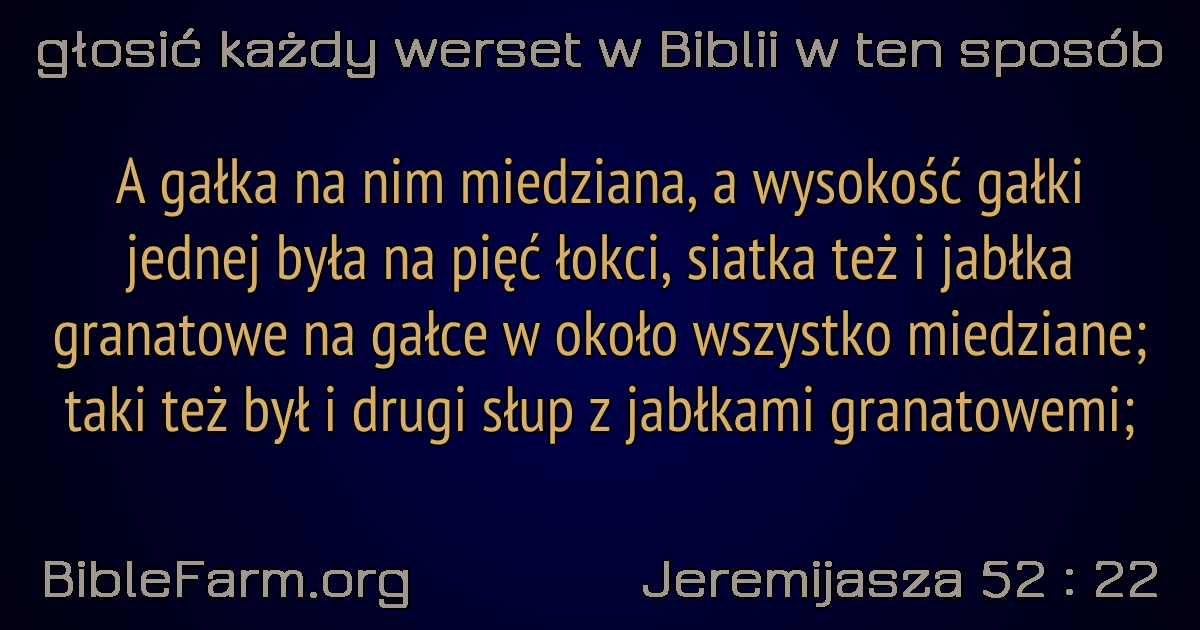 głosić każdy werset w Biblii w ten sposób
A gałka na nim miedziana, a wysokość gałki
jednej była na pięć łokci, siatka też i jabłka
granatowe na gałce w około wszystko miedziane;
taki też był i drugi słup z jabłkami granatowemi;
BibleFarm.org
Jeremijasza 52 : 22